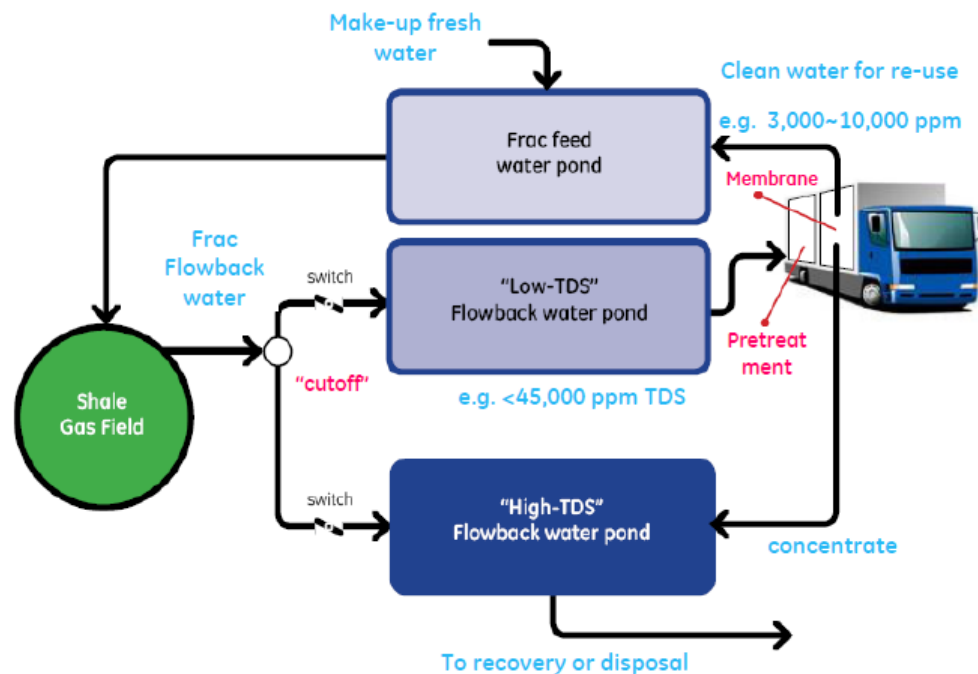 Make-up fresh
water
Clean water for re-use
e.g. 3,000~10,000 ppm
Frac feed
water pond
Membrane
Frac
Flowback
water
switch
"Low-TDS"
Flowback water pond
Pretreat
ment
"cutoff"
e.g. <45,000 ppm TDS
Shale
Gas Field
switch
"High-TDS"
Flowback water pond
concentrate
To recovery or disposal